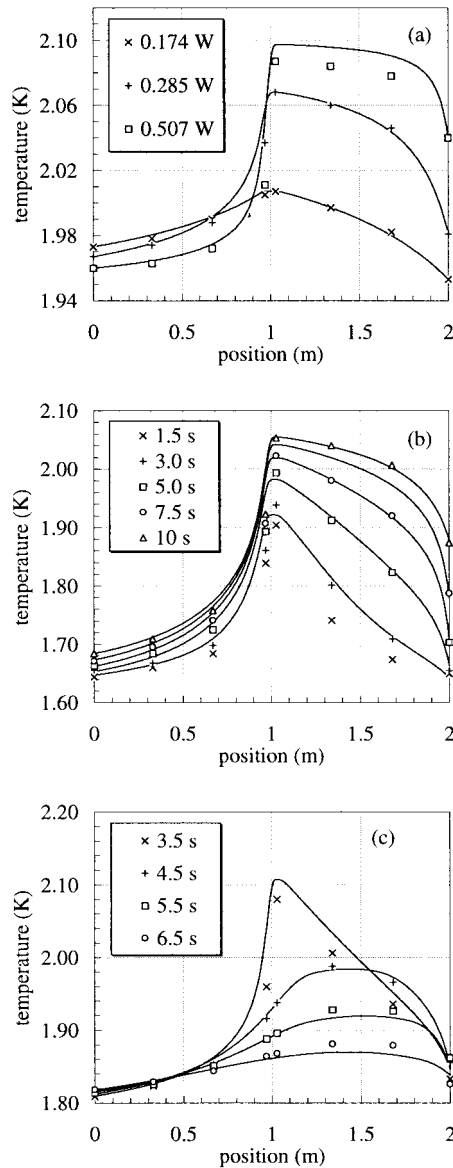 (a)
× 0.174 W
+ 0.285 W
□ 0.507 W
temperature (K)
2.10
2.06
2.02
1.98
1.94
0 0.5 1 1.5 2
position (m)
(b)
× 1.5 s
+ 3.0 s
□ 5.0 s
○ 7.5 s
△ 10 s
temperature (K)
2.10
2.00
1.90
1.80
1.70
1.60
0 0.5 1 1.5 2
position (m)
(c)
× 3.5 s
+ 4.5 s
□ 5.5 s
○ 6.5 s
temperature (K)
2.20
2.10
2.00
1.90
1.80
0 0.5 1 1.5 2
position (m)